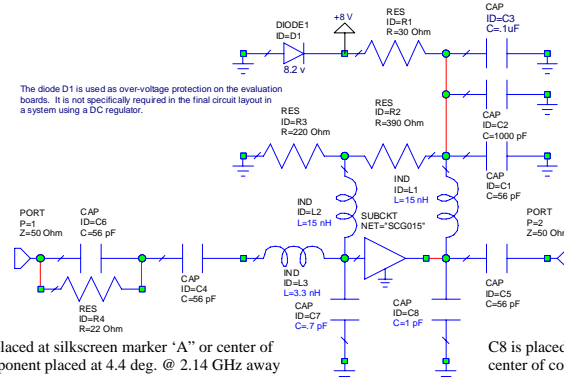 CAP
ID=C3
C=.1uF
DIODE1
ID=D1
+8 V
RES
ID=R1
R=30 Ohm
8.2 v
The diode D1 is used as over-voltage protection on the evaluation
boards. It is not specifically required in the final circuit layout in
a system using a DC regulator.
RES
ID=R3
R=220 Ohm
RES
ID=R2
R=390 Ohm
CAP
ID=C2
C=1000 pF
CAP
ID=C1
C=56 pF
IND
ID=L2
L=15 nH
IND
ID=L1
L=15 nH
SUBCKT
NET="SCG015"
PORT
P=1
Z=50 Ohm
CAP
ID=C6
C=56 pF
PORT
P=2
Z=50 Ohm
RES
ID=R4
R=22 Ohm
CAP
ID=C4
C=56 pF
IND
ID=L3
L=3.3 nH
CAP
ID=C7
C=.7 pF
CAP
ID=C8
C=1 pF
CAP
ID=C5
C=56 pF
laced at silkscreen marker ‘A” or center of
ponent placed at 4.4 deg. @ 2.14 GHz away
C8 is placed
center of co